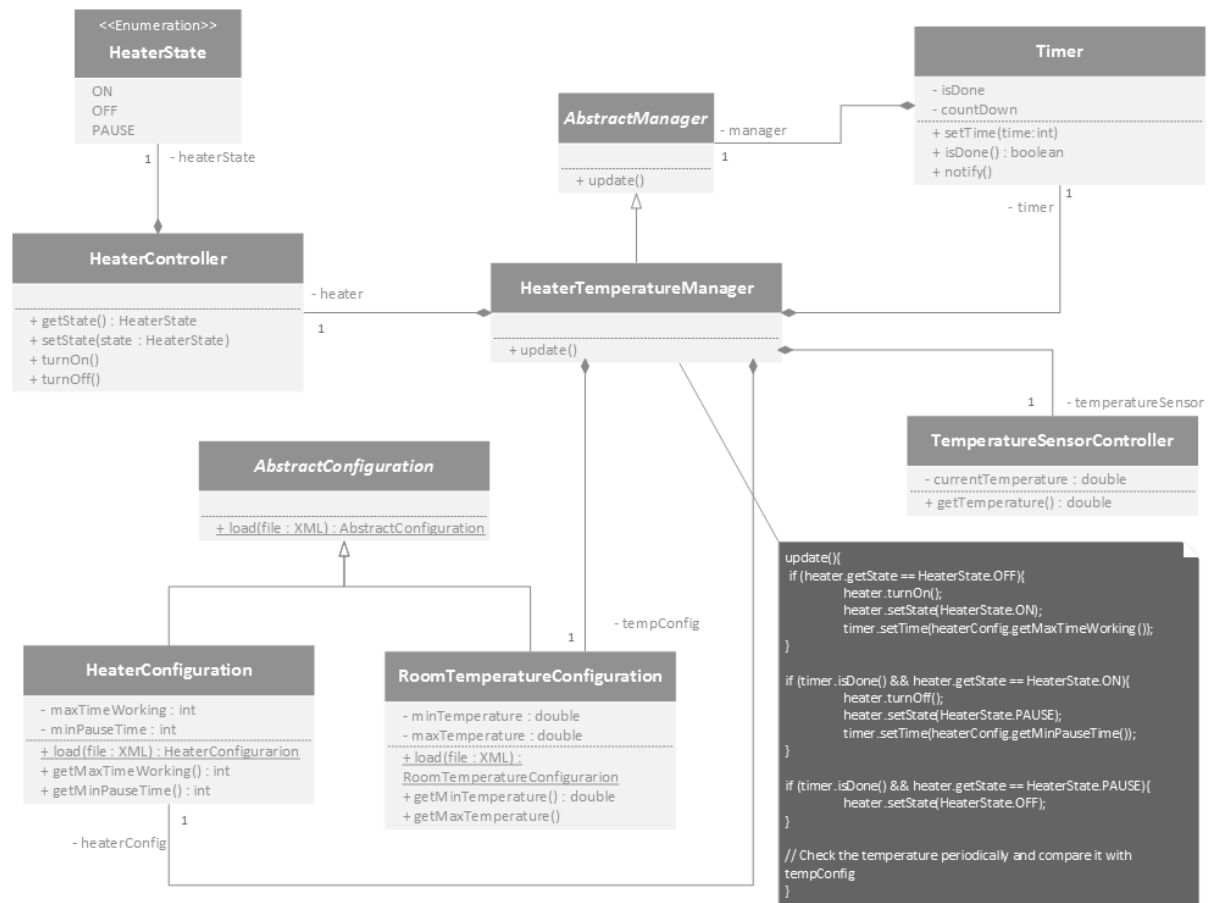 <<Enumeration>>
HeaterState
ON
OFF
PAUSE
1
- heaterState
AbstractManager
+ update()
- manager
1
Timer
- isDone
- countDown
+ setTime(time:int)
+ isDone() : boolean
+ notify()
1
- timer
HeaterController
+ getState() : HeaterState
+ setState(state : HeaterState)
+ turnOn()
+ turnOff()
- heater
1
HeaterTemperatureManager
+ update()
1
- temperatureSensor
TemperatureSensorController
- currentTemperature : double
+ getTemperature() : double
AbstractConfiguration
+ load(file : XML) : AbstractConfiguration
1
- tempConfig
HeaterConfiguration
- maxTimeWorking : int
- minPauseTime : int
+ load(file : XML) : HeaterConfigurarion
+ getMaxTimeWorking() : int
+ getMinPauseTime() : int
1
- heaterConfig
RoomTemperatureConfiguration
- minTemperature : double
- maxTemperature : double
+ load(file : XML) :
RoomTemperatureConfigurarion
+ getMinTemperature() : double
+ getMaxTemperature()
update(){
if (heater.getState == HeaterState.OFF){
heater.turnOn();
heater.setState(HeaterState.ON);
timer.setTime(heaterConfig.getMaxTimeWorking());
}
if (timer.isDone() && heater.getState == HeaterState.ON){
heater.turnOff();
heater.setState(HeaterState.PAUSE);
timer.setTime(heaterConfig.getMinPauseTime());
}
if (timer.isDone() && heater.getState == HeaterState.PAUSE){
heater.setState(HeaterState.OFF);
}
// Check the temperature periodically and compare it with
tempConfig
}